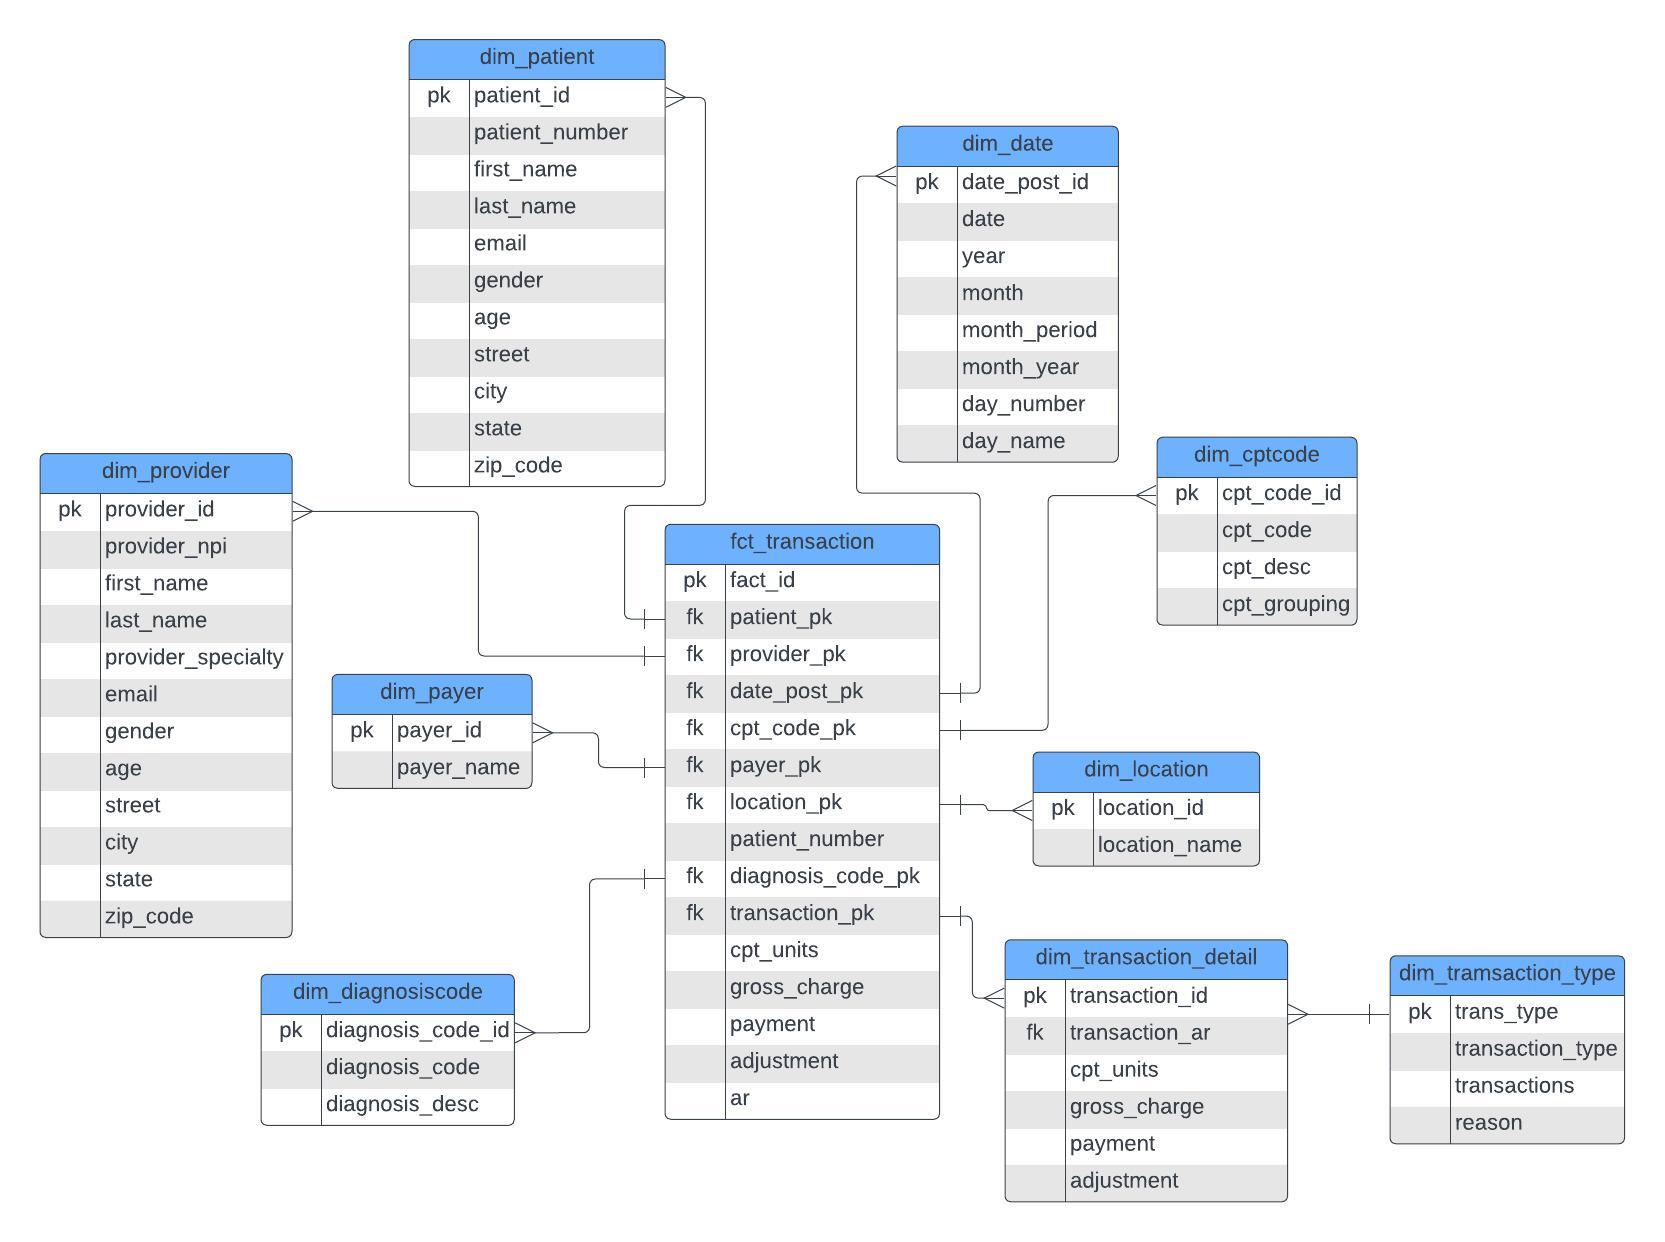 dim_patient
pk patient_id
patient_number
first_name
last_name
email
gender
age
street
city
state
zip_code
dim_date
pk date_post_id
date
year
month
month_period
month_year
day_number
day_name
dim_cptcode
pk cpt_code_id
cpt_code
cpt_desc
cpt_grouping
dim_provider
pk provider_id
provider_npi
first_name
last_name
provider_specialty
email
gender
age
street
city
state
zip_code
fct_transaction
pk fact_id
fk patient_pk
fk provider_pk
fk date_post_pk
fk cpt_code_pk
fk payer_pk
fk location_pk
patient_number
fk diagnosis_code_pk
fk transaction_pk
cpt_units
gross_charge
payment
adjustment
ar
dim_payer
pk payer_id
payer_name
dim_location
pk location_id
location_name
dim_diagnosiscode
pk diagnosis_code_id
diagnosis_code
diagnosis_desc
dim_transaction_detail
pk transaction_id
fk transaction_ar
cpt_units
gross_charge
payment
adjustment
dim_tramsaction_type
pk trans_type
transaction_type
transactions
reason